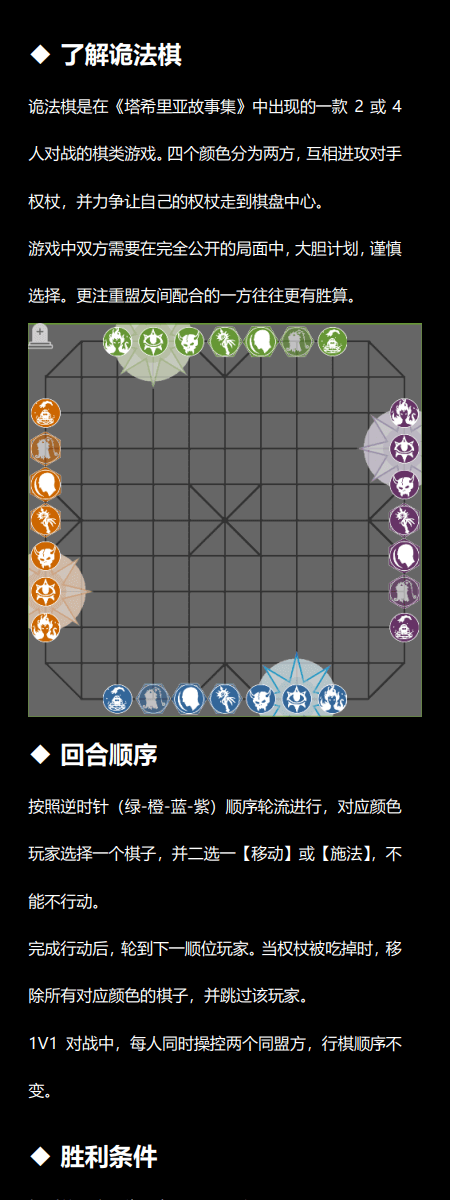 ◆ 了解诡法棋
诡法棋是在《塔希里亚故事集》中出现的一款 2 或 4
人对战的棋类游戏。四个颜色分为两方，互相进攻对手
权杖，并力争让自己的权杖走到棋盘中心。
游戏中双方需要在完全公开的局面中，大胆计划，谨慎
选择。更注重盟友间配合的一方往往更有胜算。
◆ 回合顺序
按照逆时针（绿-橙-蓝-紫）顺序轮流进行，对应颜色
玩家选择一个棋子，并二选一【移动】或【施法】，不
能不行动。
完成行动后，轮到下一顺位玩家。当权杖被吃掉时，移
除所有对应颜色的棋子，并跳过该玩家。
1V1 对战中，每人同时操控两个同盟方，行棋顺序不
变。
◆ 胜利条件